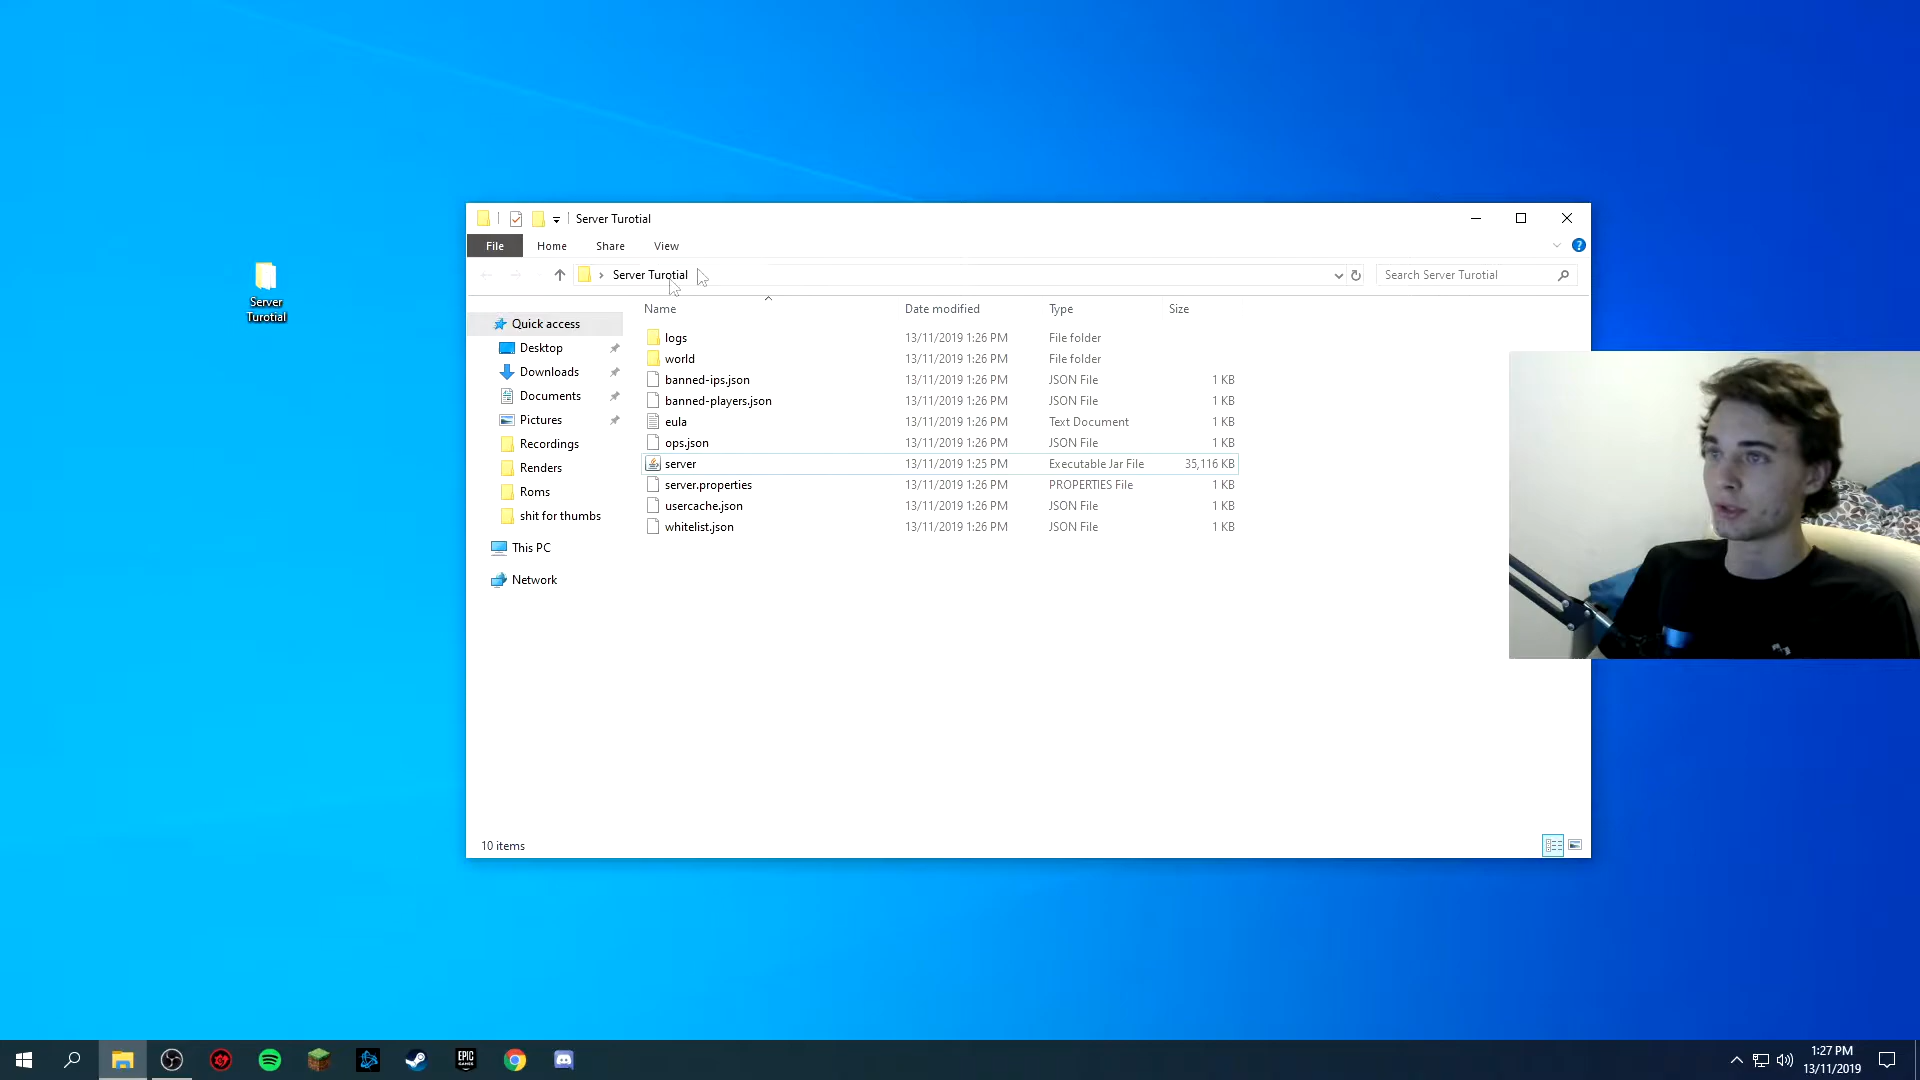 Server
Turotial
Server Turotial
File Home Share View
Server Turotial
Search Server Turotial
Name Date modified Type Size
Quick access
Desktop
Downloads
Documents
Pictures
Recordings
Renders
Roms
shit for thumbs
This PC
Network
logs 13/11/2019 1:26 PM File folder
world 13/11/2019 1:26 PM File folder
banned-ips.json 13/11/2019 1:26 PM JSON File 1 KB
banned-players.json 13/11/2019 1:26 PM JSON File 1 KB
eula 13/11/2019 1:26 PM Text Document 1 KB
ops.json 13/11/2019 1:26 PM JSON File 1 KB
server 13/11/2019 1:25 PM Executable Jar File 35,116 KB
server.properties 13/11/2019 1:26 PM PROPERTIES File 1 KB
usercache.json 13/11/2019 1:26 PM JSON File 1 KB
whitelist.json 13/11/2019 1:26 PM JSON File 1 KB
10 items
EPIC
GAMES
1:27 PM
13/11/2019